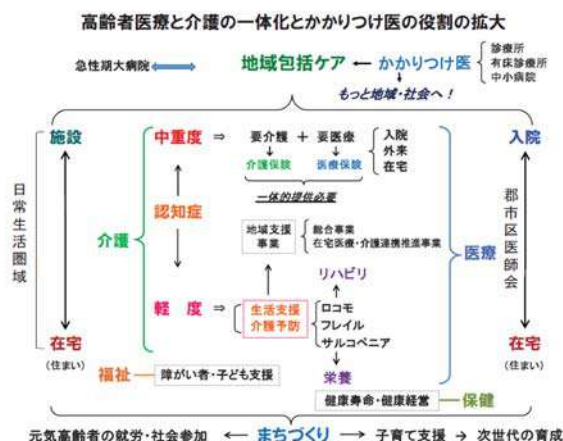 高齢者医療と介護の一体化とかかりつけ医の役割の拡大
急性期大病院
地域包括ケア ← かかりつけ医
診療所
有床診療所
中小病院
もっと地域・社会へ！
施設
中重度 ⇒ 要介護 + 要医療
入院
外来
在宅
入院
介護保険 医療保険
一体的提供必要
日常生活圏域
介護
認知症
地域支援
事業
総合事業
在宅医療・介護連携推進事業
医療
郡市区医師会
リハビリ
軽度 ⇒
生活支援
介護予防
ロコモ
フレイル
サルコペニア
在宅
(住まい)
在宅
(住まい)
栄養
福祉
障がい者・子ども支援
健康寿命・健康経営
保健
元気高齢者の就労・社会参加 ← まちづくり → 子育て支援 → 次世代の育成